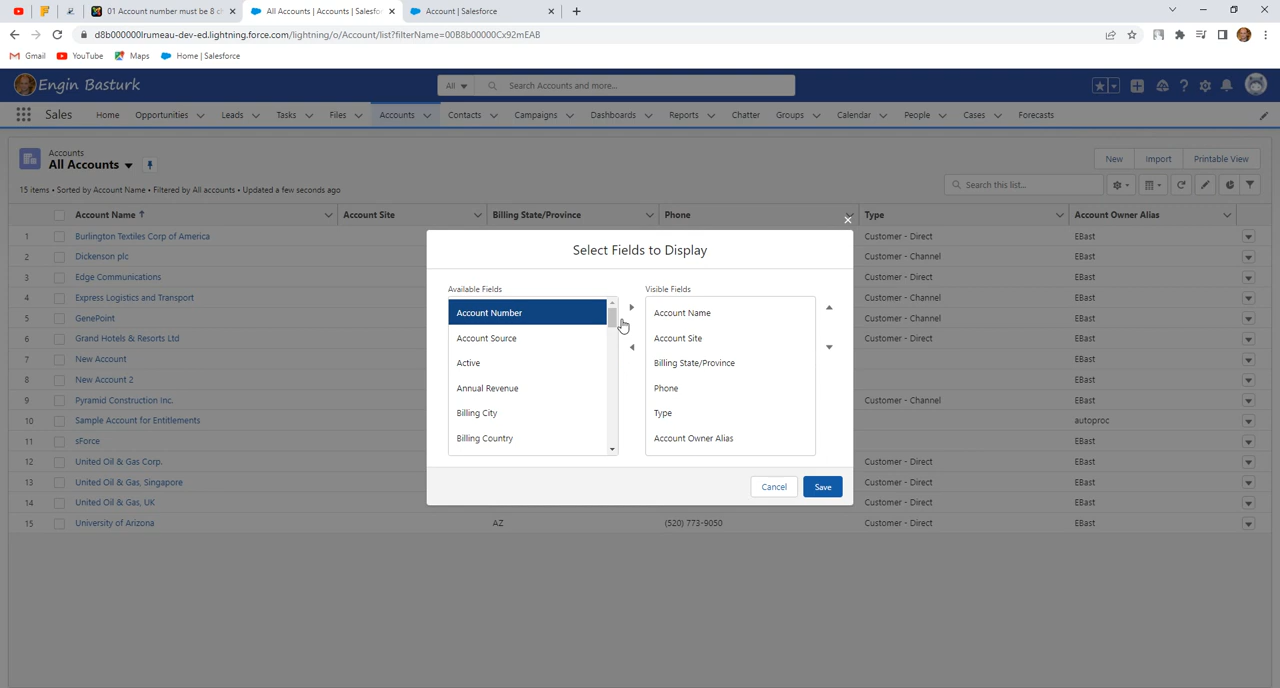 01 Account number must be 8 ch
All Accounts | Accounts | Salesfo
Account | Salesforce
d8b000000lrumeau-dev-ed.lightning.force.com/lightning/o/Account/list?filterName=00B8b00000Cx92mEAB
Gmail
YouTube
Maps
Home | Salesforce
Engin Basturk
All
Search Accounts and more...
Sales
Home
Opportunities
Leads
Tasks
Files
Accounts
Contacts
Campaigns
Dashboards
Reports
Chatter
Groups
Calendar
People
Cases
Forecasts
Accounts
All Accounts
New
Import
Printable View
15 items • Sorted by Account Name • Filtered by All accounts • Updated a few seconds ago
Search this list...
Account Name ↑
Account Site
Billing State/Province
Phone
Type
Account Owner Alias
1 Burlington Textiles Corp of America Customer - Direct EBast
2 Dickenson plc Customer - Channel EBast
3 Edge Communications Customer - Direct EBast
4 Express Logistics and Transport Customer - Channel EBast
5 GenePoint Customer - Channel EBast
6 Grand Hotels & Resorts Ltd Customer - Direct EBast
7 New Account EBast
8 New Account 2 EBast
9 Pyramid Construction Inc. Customer - Channel EBast
10 Sample Account for Entitlements autoproc
11 sForce EBast
12 United Oil & Gas Corp. Customer - Direct EBast
13 United Oil & Gas, Singapore Customer - Direct EBast
14 United Oil & Gas, UK Customer - Direct EBast
15 University of Arizona AZ (520) 773-9050 Customer - Direct EBast
Select Fields to Display
Available Fields
Account Number
Account Source
Active
Annual Revenue
Billing City
Billing Country
Visible Fields
Account Name
Account Site
Billing State/Province
Phone
Type
Account Owner Alias
Cancel
Save